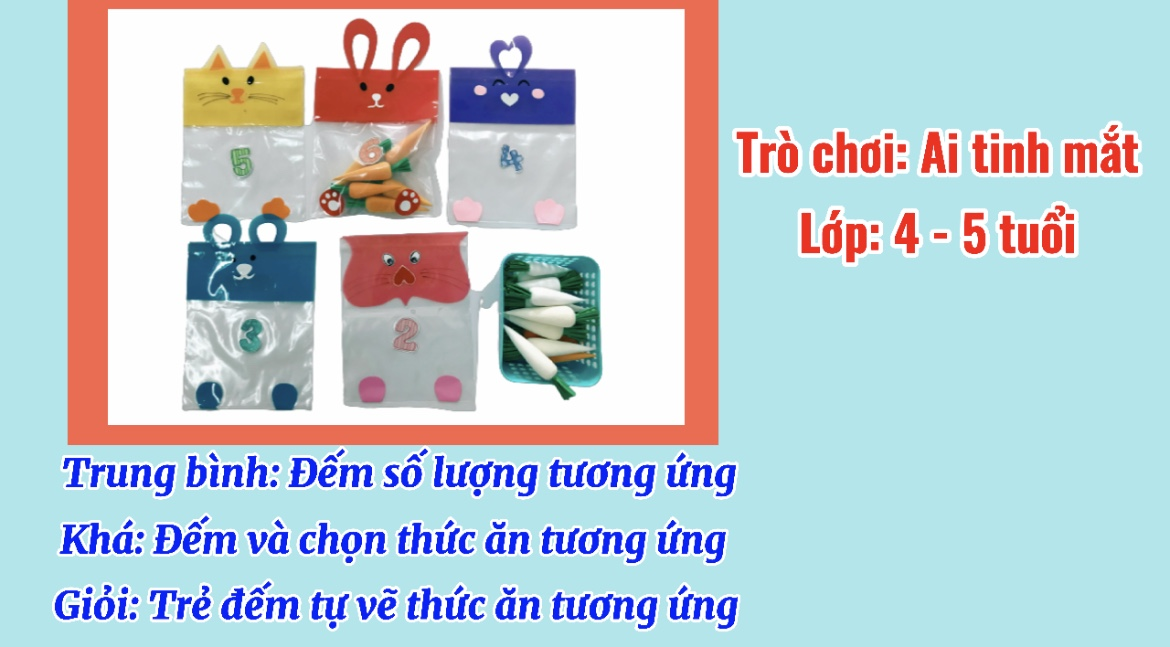 Trò chơi: Ai tinh mắt
Lớp: 4 - 5 tuổi
5
6
4
3
2
Trung bình: Đếm số lượng tương ứng
Khá: Đếm và chọn thức ăn tương ứng
Giỏi: Trẻ đếm tự vẽ thức ăn tương ứng